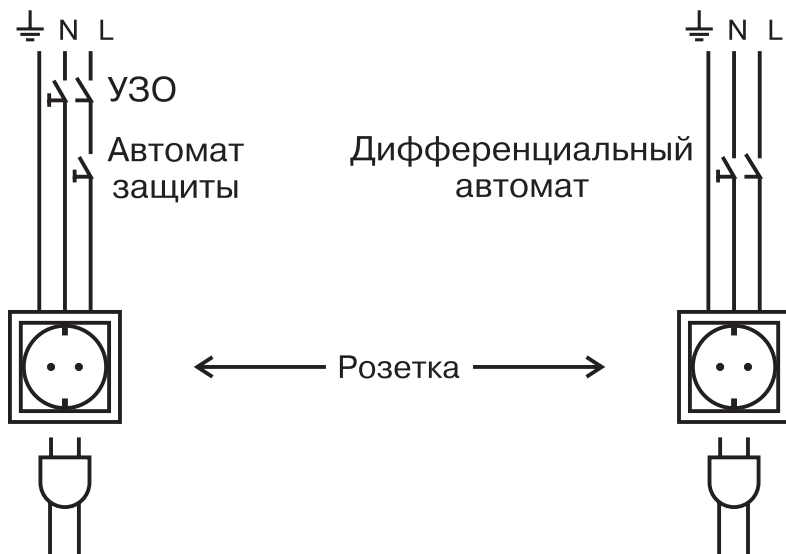 N L
УЗО
Автомат
защиты
N L
Дифференциальный
автомат
Розетка